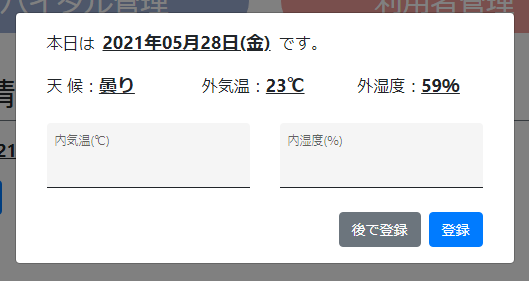 バイタル管理
利用者管理
本日は 2021年05月28日(金) です。
天 候：曇り 外気温：23℃ 外湿度：59%
情
21
内気温(℃) 内湿度(%)
後で登録 登録